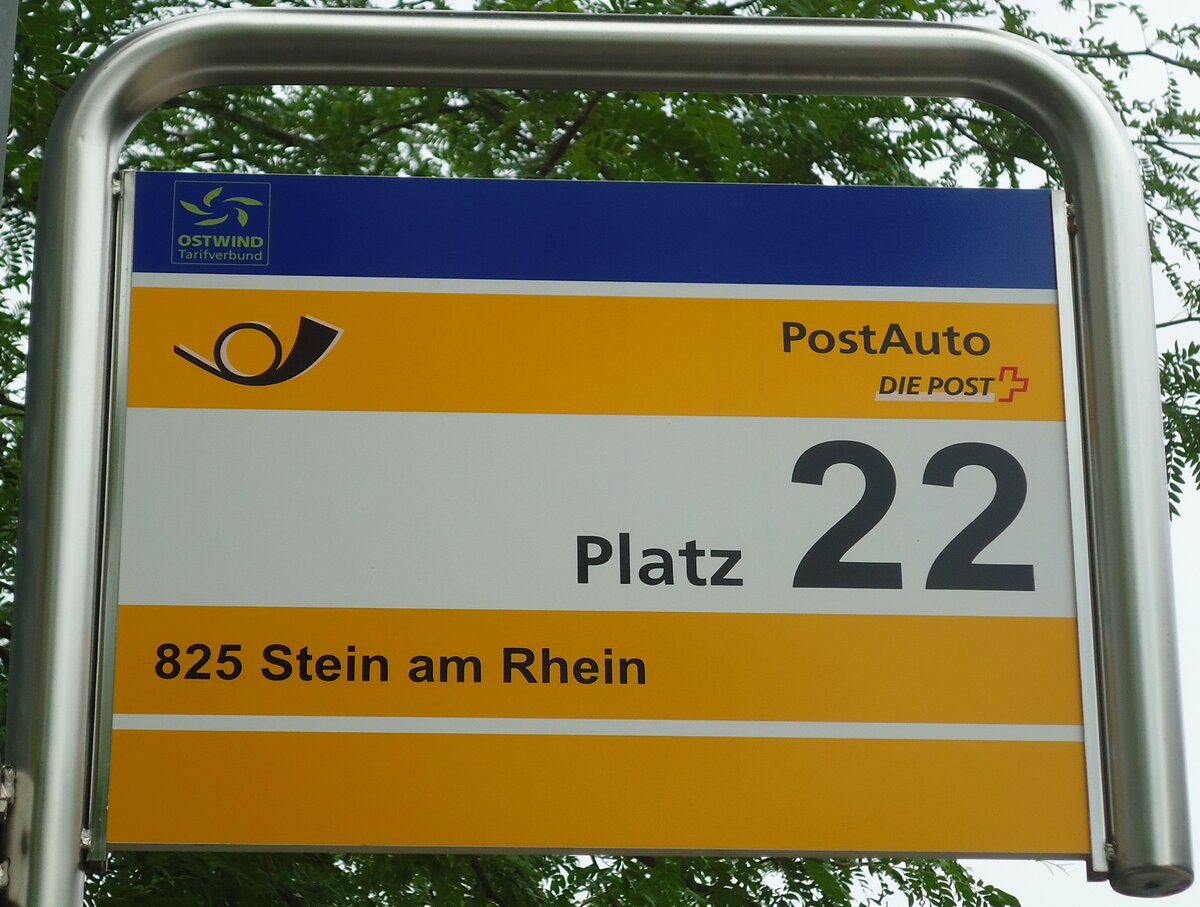 OSTWIND
Tarifverbund
PostAuto
DIE POST
Platz 22
825 Stein am Rhein